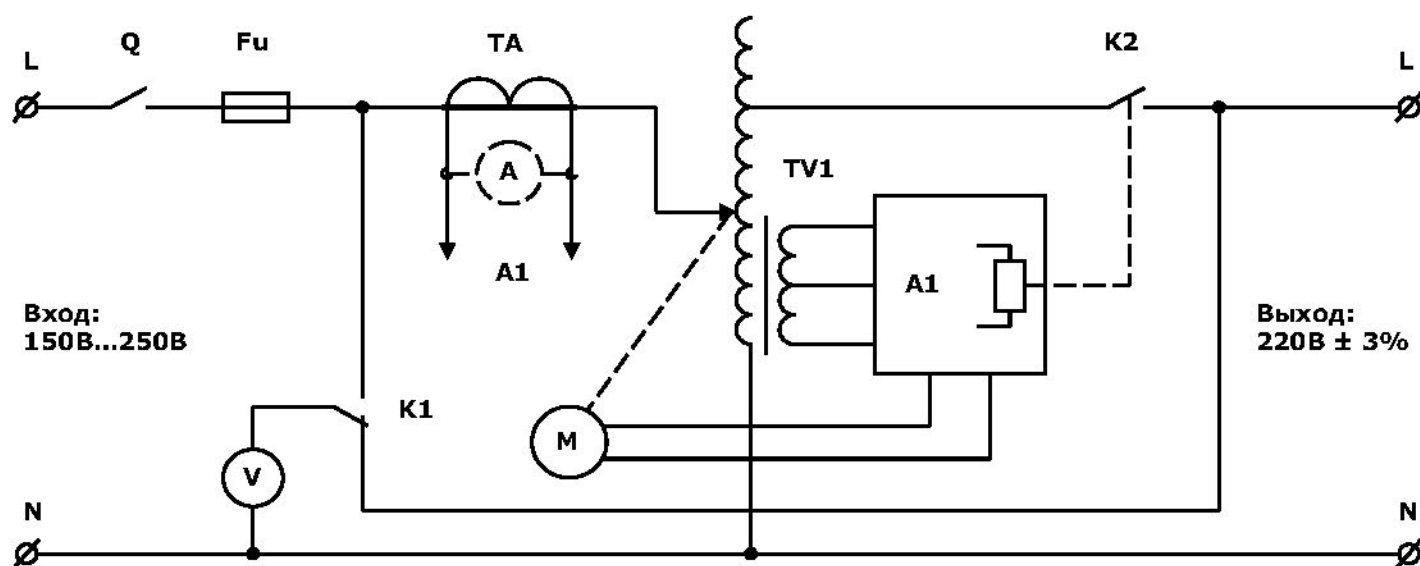 L
Q
Fu
TA
K2
L
A
TV1
A1
A1
Вход:
150В...250В
Выход:
220В ± 3%
K1
M
V
N
N